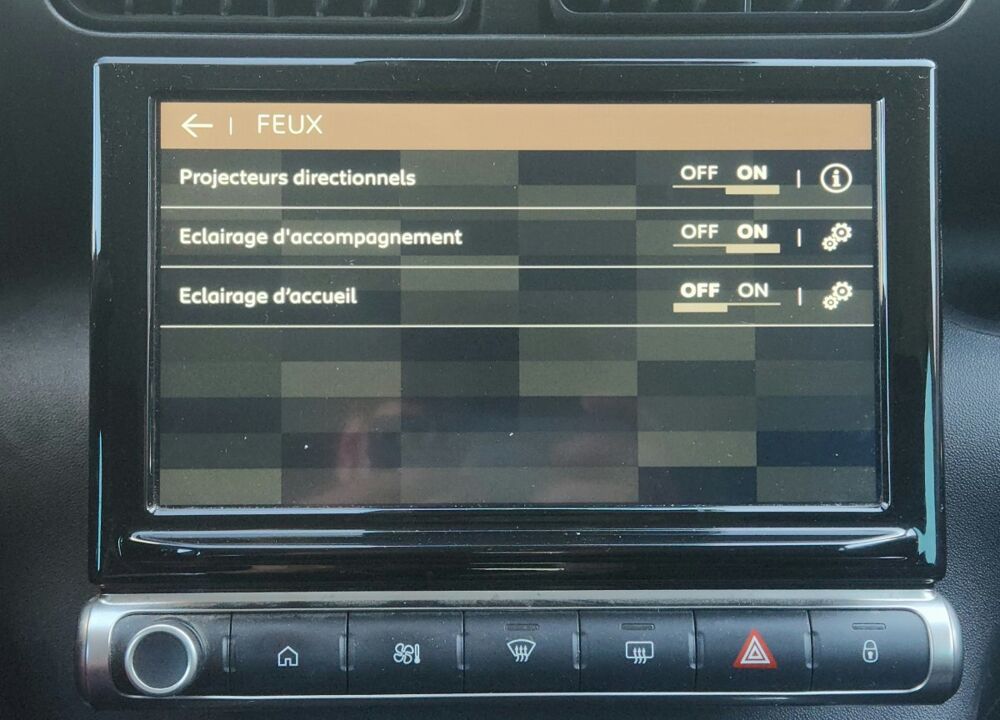 FEUX
Projecteurs directionnels OFF ON
Eclairage d'accompagnement OFF ON
Eclairage d'accueil OFF ON